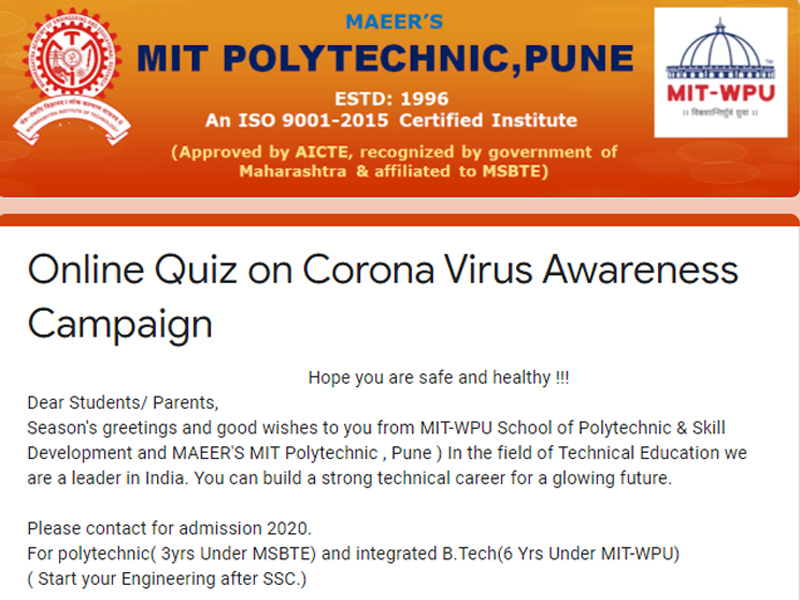 MAEER'S
MIT POLYTECHNIC,PUNE
ESTD: 1996
An ISO 9001-2015 Certified Institute
(Approved by AICTE, recognized by government of
Maharashtra & affiliated to MSBTE)
MIT-WPU
TM
|| विश्वशान्तिर्ध्रुवं ध्रुवा ||
Online Quiz on Corona Virus Awareness
Campaign
Hope you are safe and healthy !!!
Dear Students/ Parents,
Season's greetings and good wishes to you from MIT-WPU School of Polytechnic & Skill
Development and MAEER'S MIT Polytechnic , Pune ) In the field of Technical Education we
are a leader in India. You can build a strong technical career for a glowing future.
Please contact for admission 2020.
For polytechnic( 3yrs Under MSBTE) and integrated B.Tech(6 Yrs Under MIT-WPU)
( Start your Engineering after SSC.)